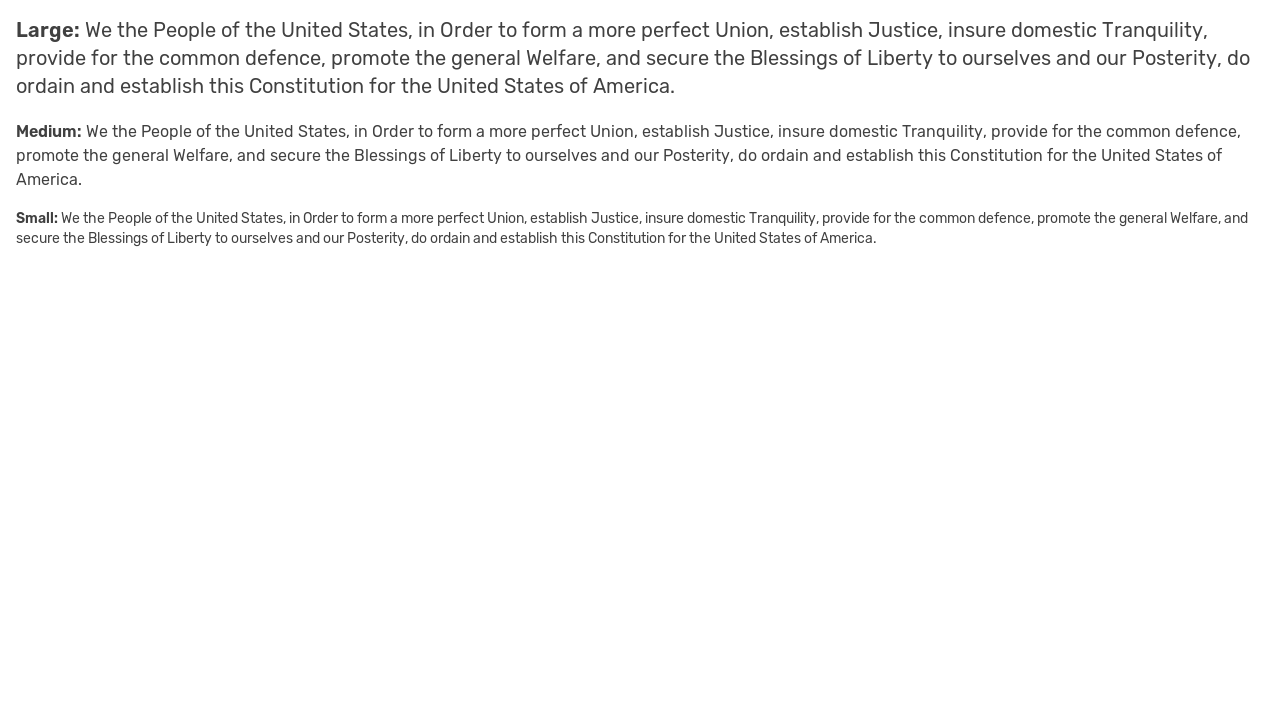 Large: We the People of the United States, in Order to form a more perfect Union, establish Justice, insure domestic Tranquility,
provide for the common defence, promote the general Welfare, and secure the Blessings of Liberty to ourselves and our Posterity, do
ordain and establish this Constitution for the United States of America.
Medium: We the People of the United States, in Order to form a more perfect Union, establish Justice, insure domestic Tranquility, provide for the common defence,
promote the general Welfare, and secure the Blessings of Liberty to ourselves and our Posterity, do ordain and establish this Constitution for the United States of
America.
Small: We the People of the United States, in Order to form a more perfect Union, establish Justice, insure domestic Tranquility, provide for the common defence, promote the general Welfare, and
secure the Blessings of Liberty to ourselves and our Posterity, do ordain and establish this Constitution for the United States of America.